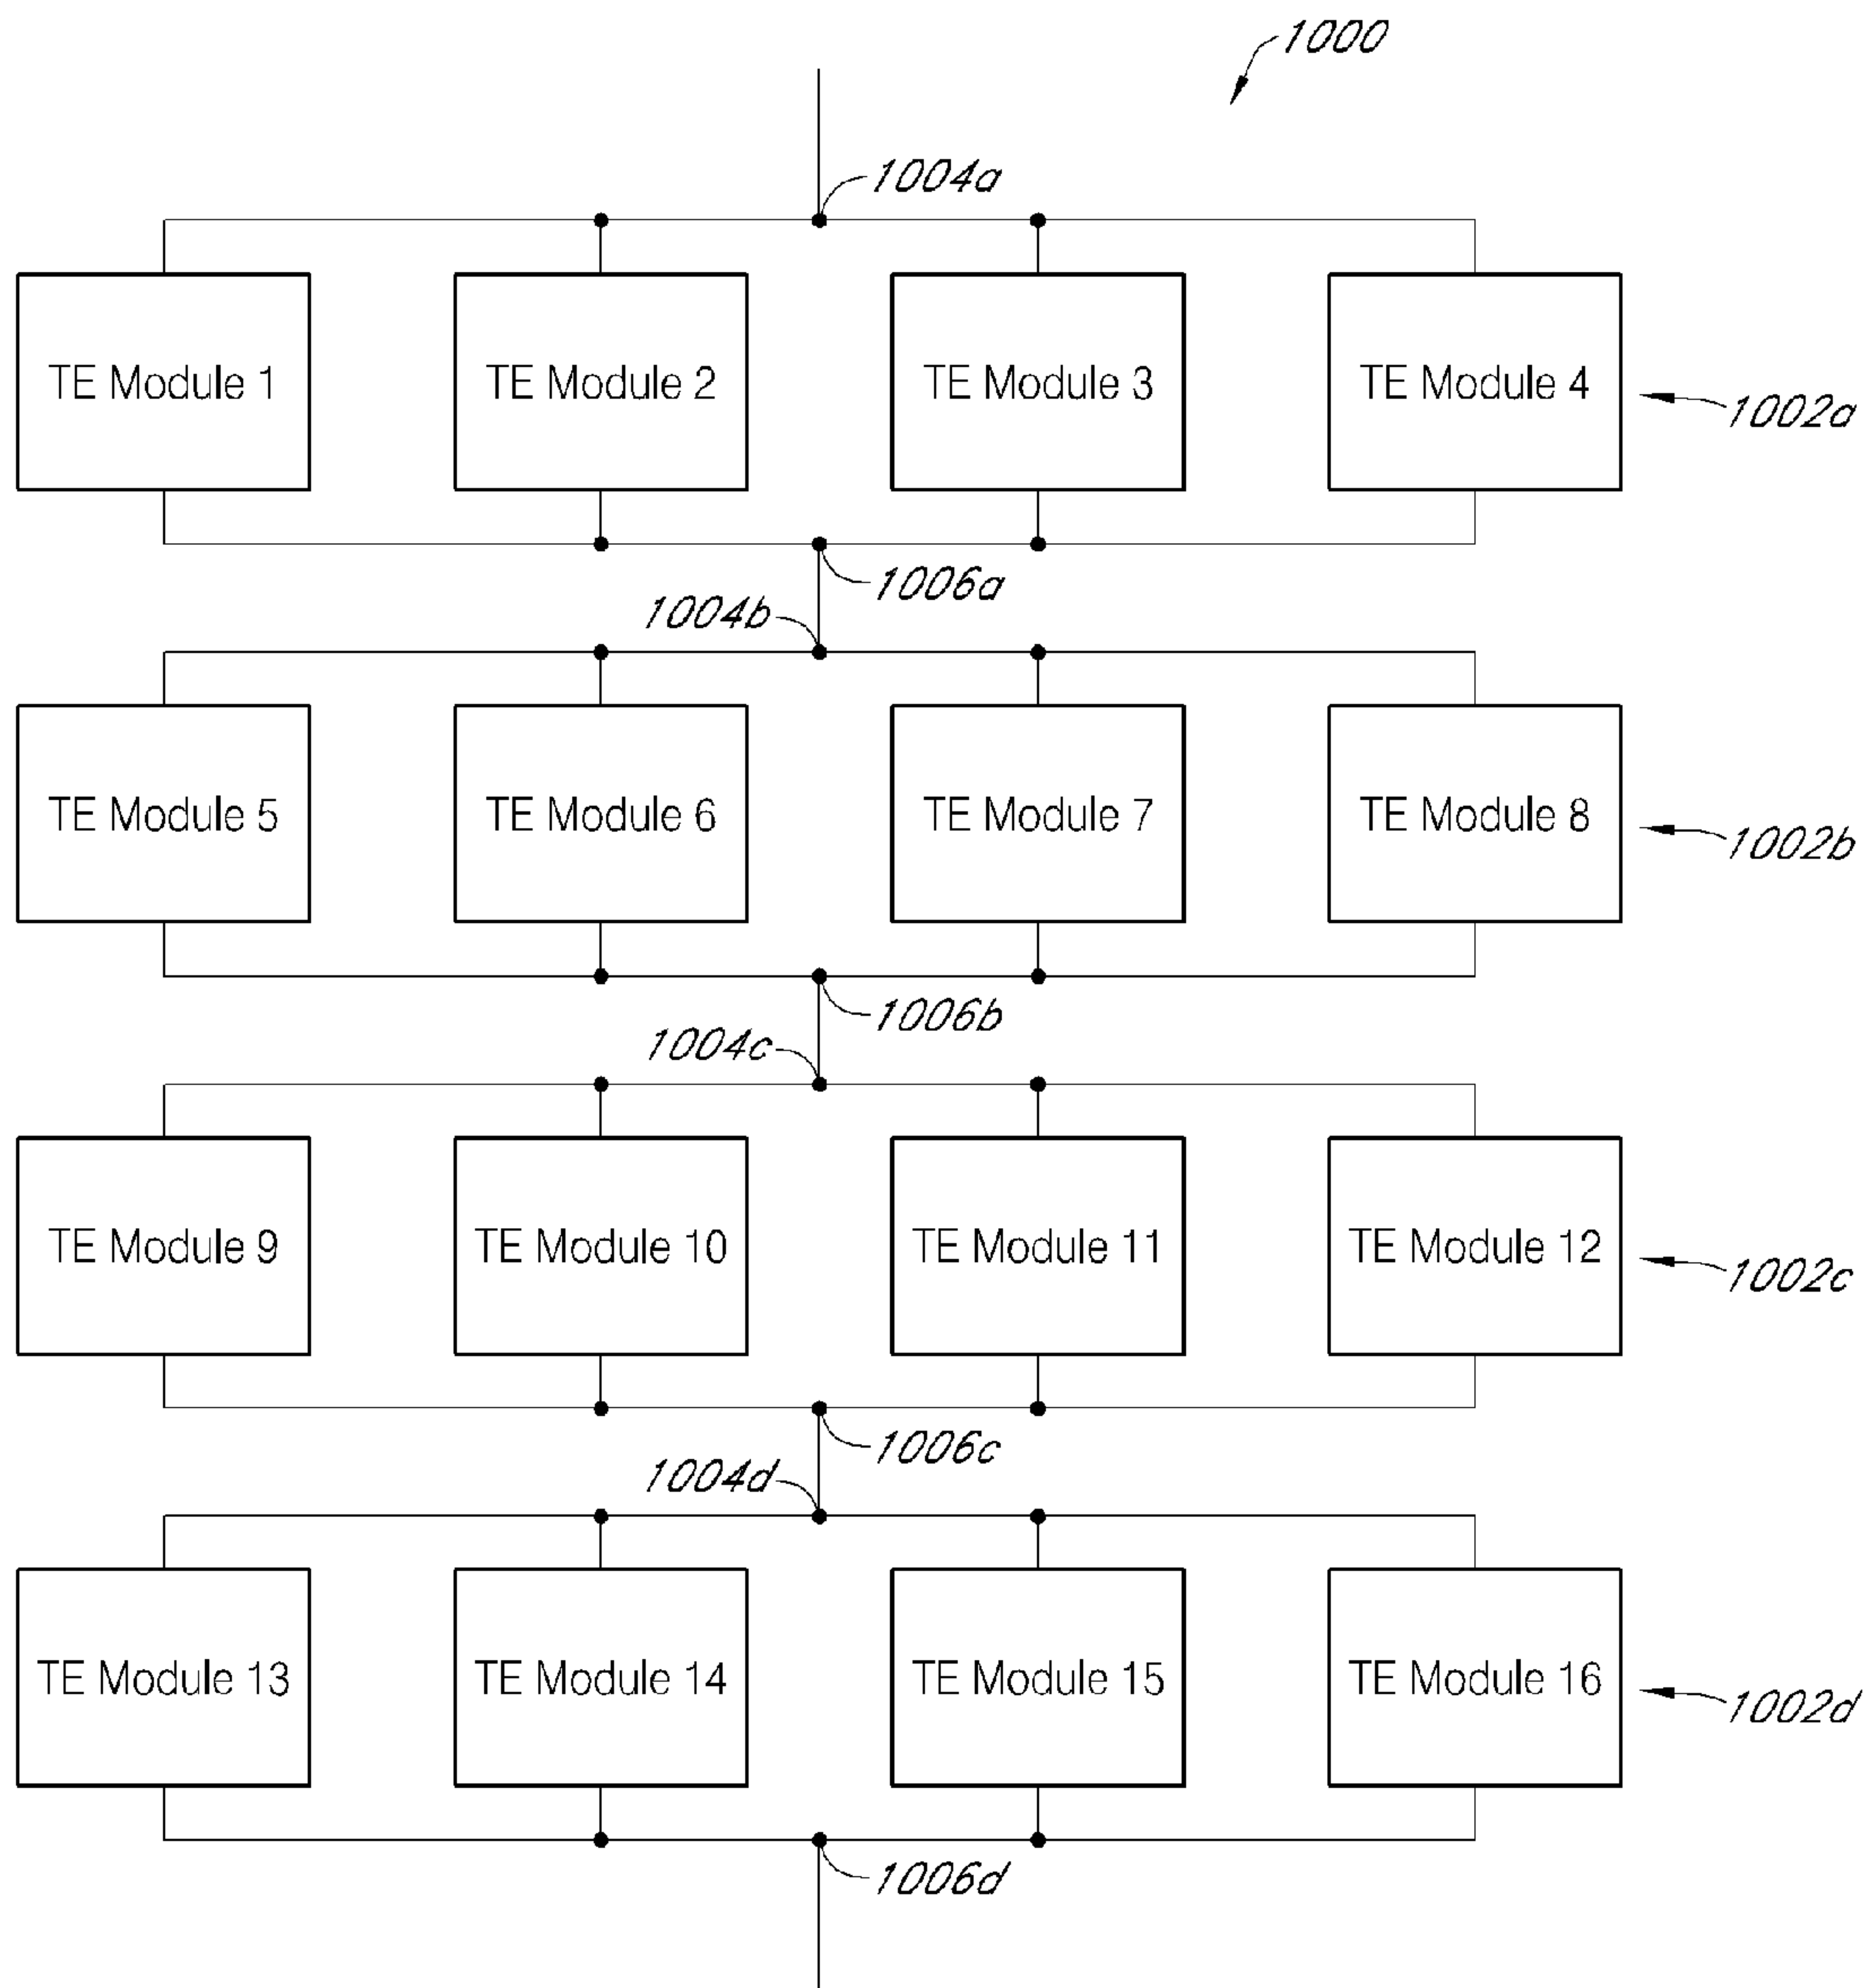 1000
1004a
TE Module 1
TE Module 2
TE Module 3
TE Module 4
1002a
1006a
1004b
TE Module 5
TE Module 6
TE Module 7
TE Module 8
1002b
1006b
1004c
TE Module 9
TE Module 10
TE Module 11
TE Module 12
1002c
1006c
1004d
TE Module 13
TE Module 14
TE Module 15
TE Module 16
1002d
1006d